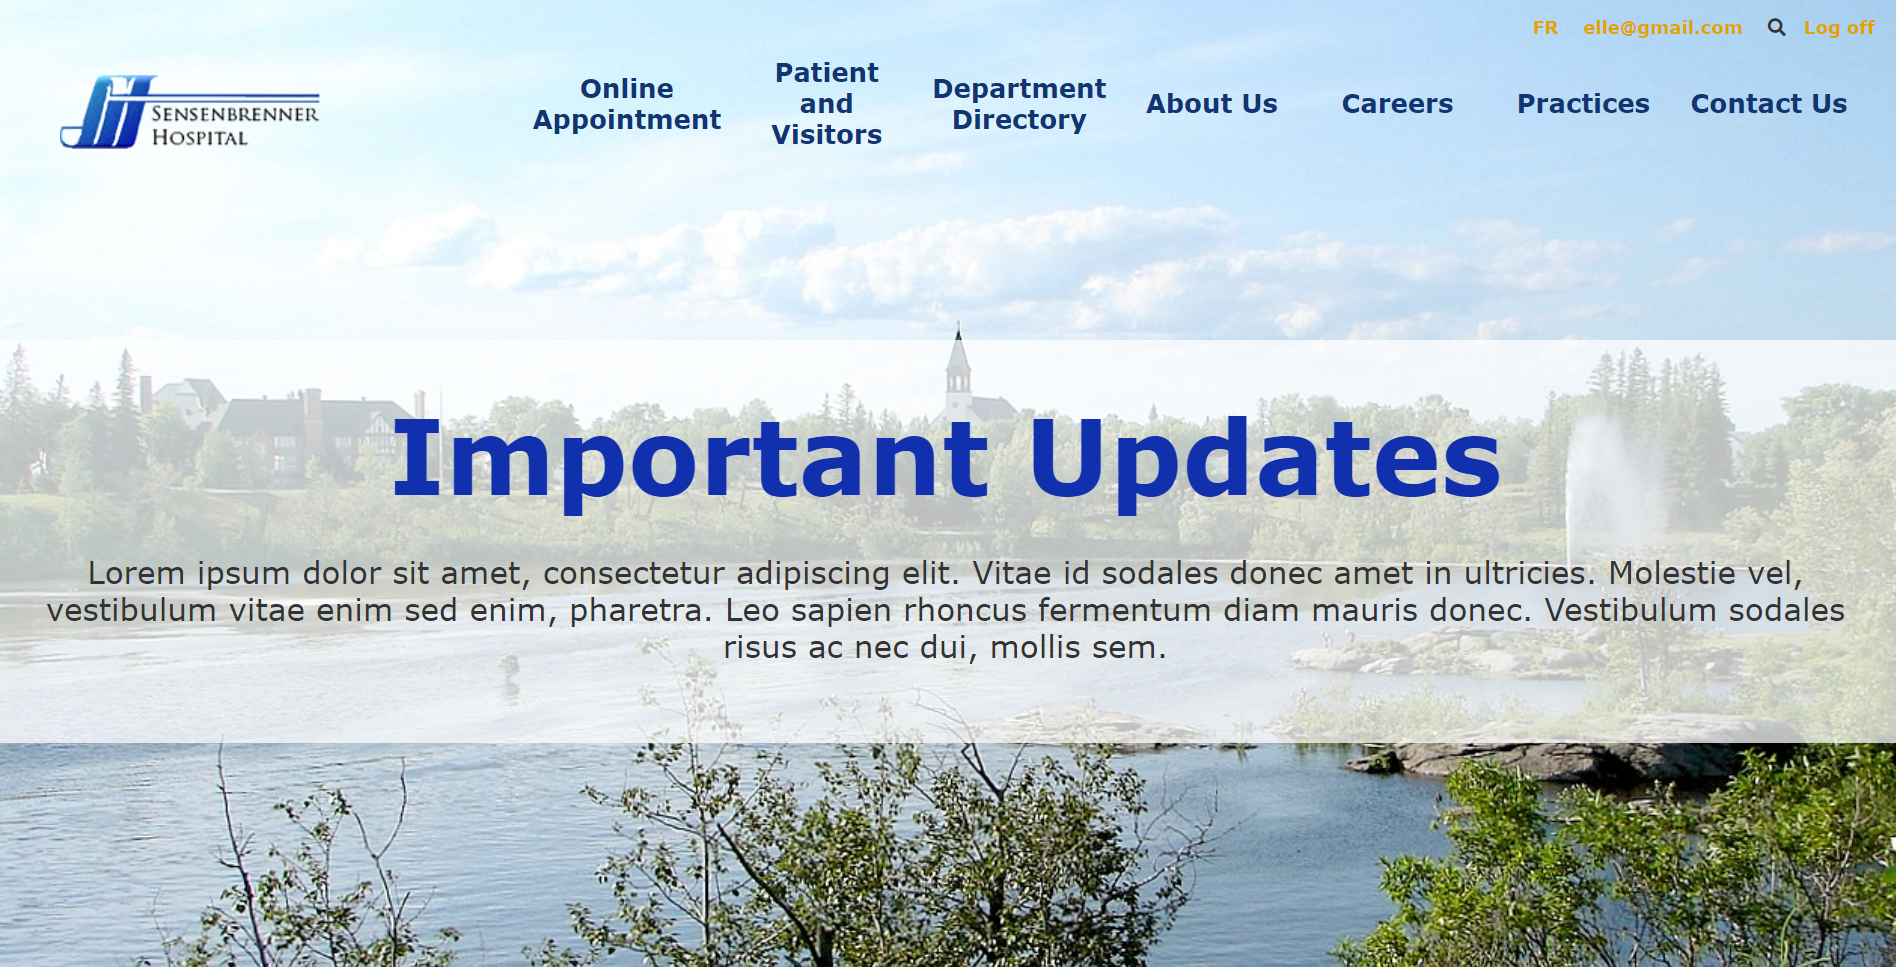 FR elle@gmail.com Log off
SENSENBRENNER
HOSPITAL
Online
Appointment
Patient
and
Visitors
Department
Directory
About Us
Careers
Practices
Contact Us
Important Updates
Lorem ipsum dolor sit amet, consectetur adipiscing elit. Vitae id sodales donec amet in ultricies. Molestie vel,
vestibulum vitae enim sed enim, pharetra. Leo sapien rhoncus fermentum diam mauris donec. Vestibulum sodales
risus ac nec dui, mollis sem.